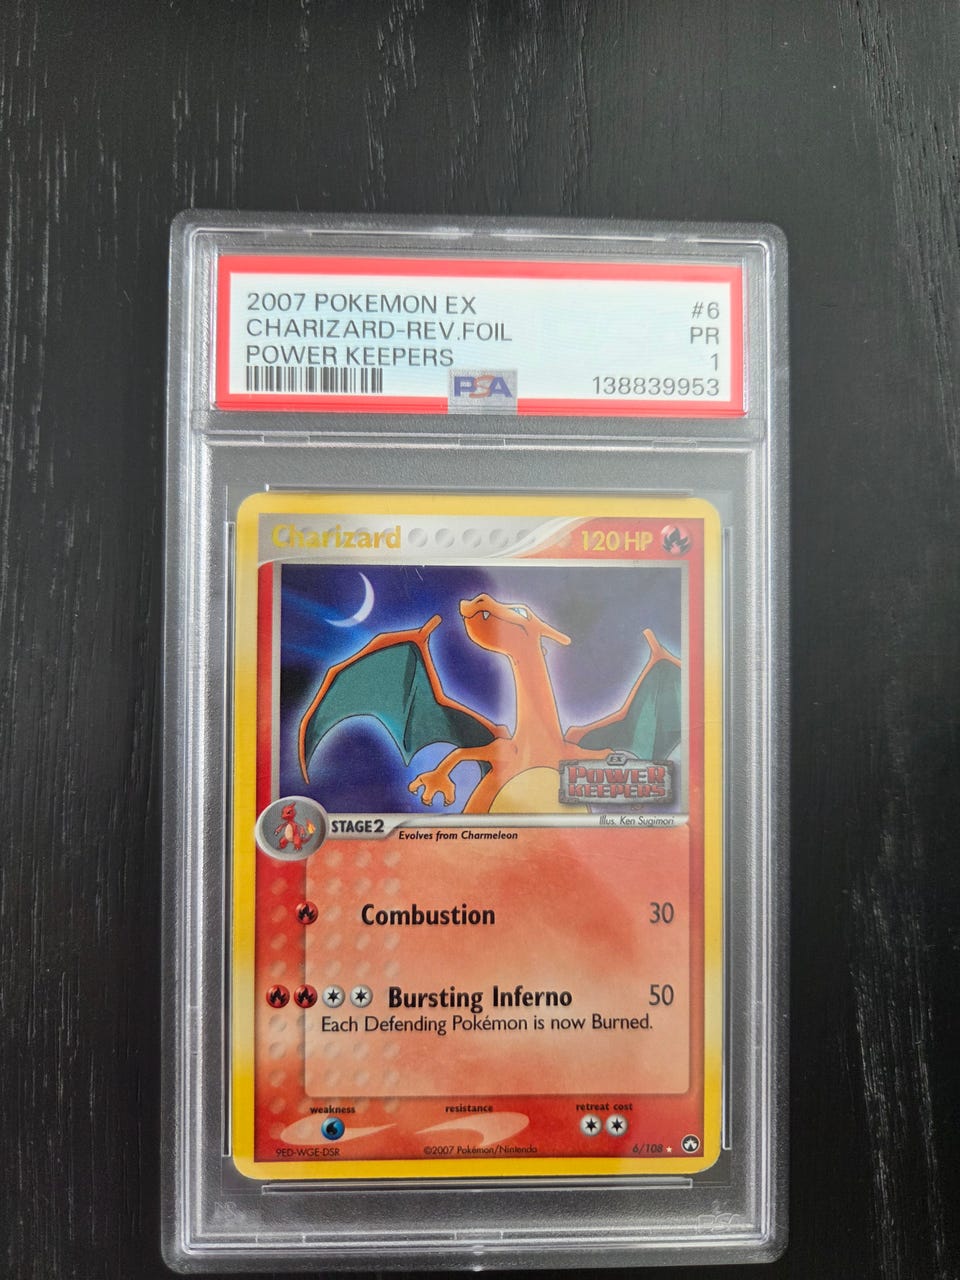 2007 POKEMON EX #6
CHARIZARD-REV.FOIL PR
POWER KEEPERS 1
PSA 138839953
Charizard 120 HP
EX
POWER
KEEPERS
Illus. Ken Sugimori
STAGE2
Evolves from Charmeleon
Combustion 30
Bursting Inferno 50
Each Defending Pokémon is now Burned.
weakness resistance retreat cost
9ED-WGE-DSR ©2007 Pokémon/Nintendo 6/108